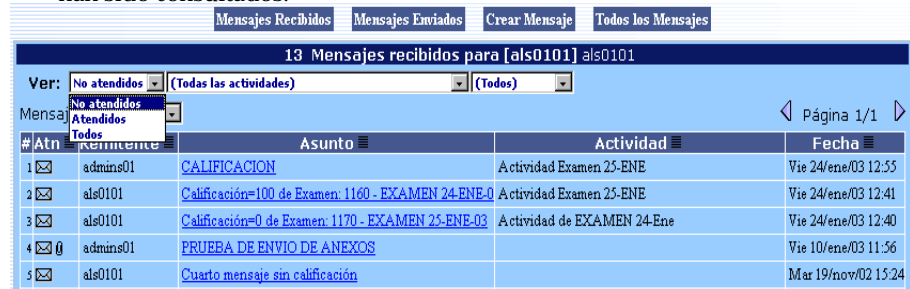 han sido consultados.
Mensajes Recibidos Mensajes Enviados Crear Mensaje Todos los Mensajes
13 Mensajes recibidos para [als0101] als0101
Ver: No atendidos (Todas las actividades) (Todos)
No atendidos
Atendidos
Todos
Mensaj Página 1/1
# Atn Remitente Asunto Actividad Fecha
1 admins01 CALIFICACION Actividad Examen 25-ENE Vie 24/ene/03 12:55
2 als0101 Calificación=100 de Examen: 1160 - EXAMEN 24-ENE-0 Actividad Examen 25-ENE Vie 24/ene/03 12:41
3 als0101 Calificación=0 de Examen: 1170 - EXAMEN 25-ENE-03 Actividad de EXAMEN 24-Ene Vie 24/ene/03 12:40
4 admins01 PRUEBA DE ENVIO DE ANEXOS Vie 10/ene/03 11:56
5 als0101 Cuarto mensaje sin calificación Mar 19/nov/02 15:24